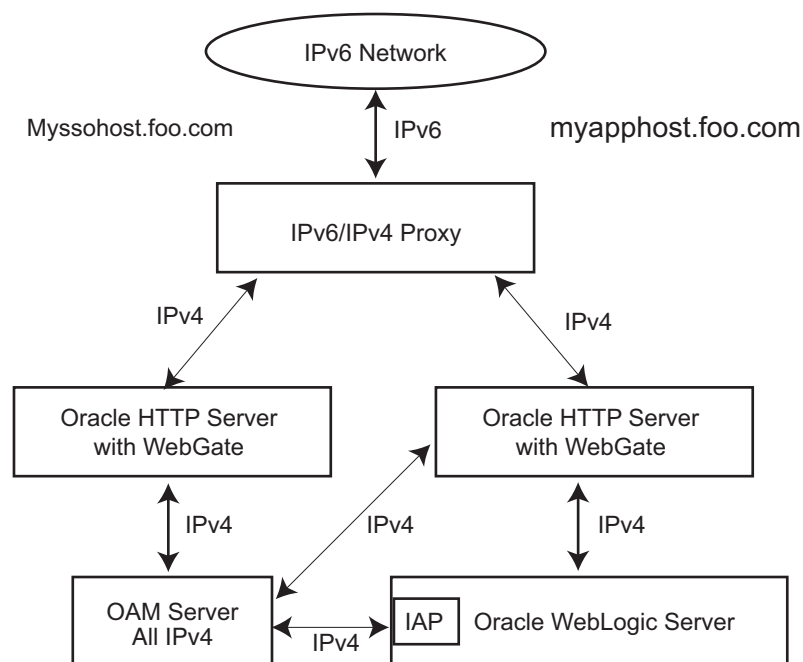 IPv6 Network
Myssohost.foo.com
IPv6
myapphost.foo.com
IPv6/IPv4 Proxy
IPv4
IPv4
Oracle HTTP Server
with WebGate
Oracle HTTP Server
with WebGate
IPv4
IPv4
IPv4
OAM Server
All IPv4
IPv4
IAP
Oracle WebLogic Server